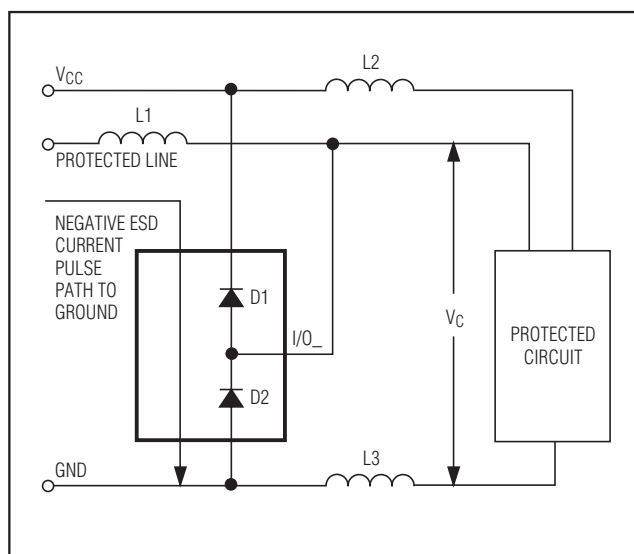 VCC
L2
L1
PROTECTED LINE
NEGATIVE ESD
CURRENT
PULSE
PATH TO
GROUND
D1
I/0_
VC
PROTECTED
CIRCUIT
D2
GND
L3